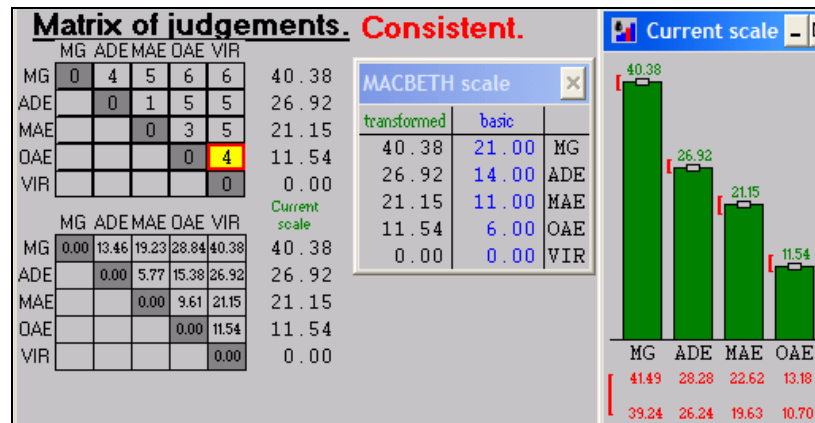 Matrix of judgements. Consistent.
MG ADE MAE OAE VIR
MG 0 4 5 6 6 40.38
ADE 0 1 5 5 26.92
MAE 0 3 5 21.15
OAE 0 4 11.54
VIR 0 0.00
Current
scale
MG ADE MAE OAE VIR
MG 0.00 13.46 19.23 28.84 40.38 40.38
ADE 0.00 5.77 15.38 26.92 26.92
MAE 0.00 9.61 21.15 21.15
OAE 0.00 11.54 11.54
VIR 0.00 0.00
MACBETH scale
transformed basic
40.38 21.00 MG
26.92 14.00 ADE
21.15 11.00 MAE
11.54 6.00 OAE
0.00 0.00 VIR
Current scale
40.38
26.92
21.15
11.54
MG ADE MAE OAE
41.49 28.28 22.62 13.18
39.24 26.24 19.63 10.70